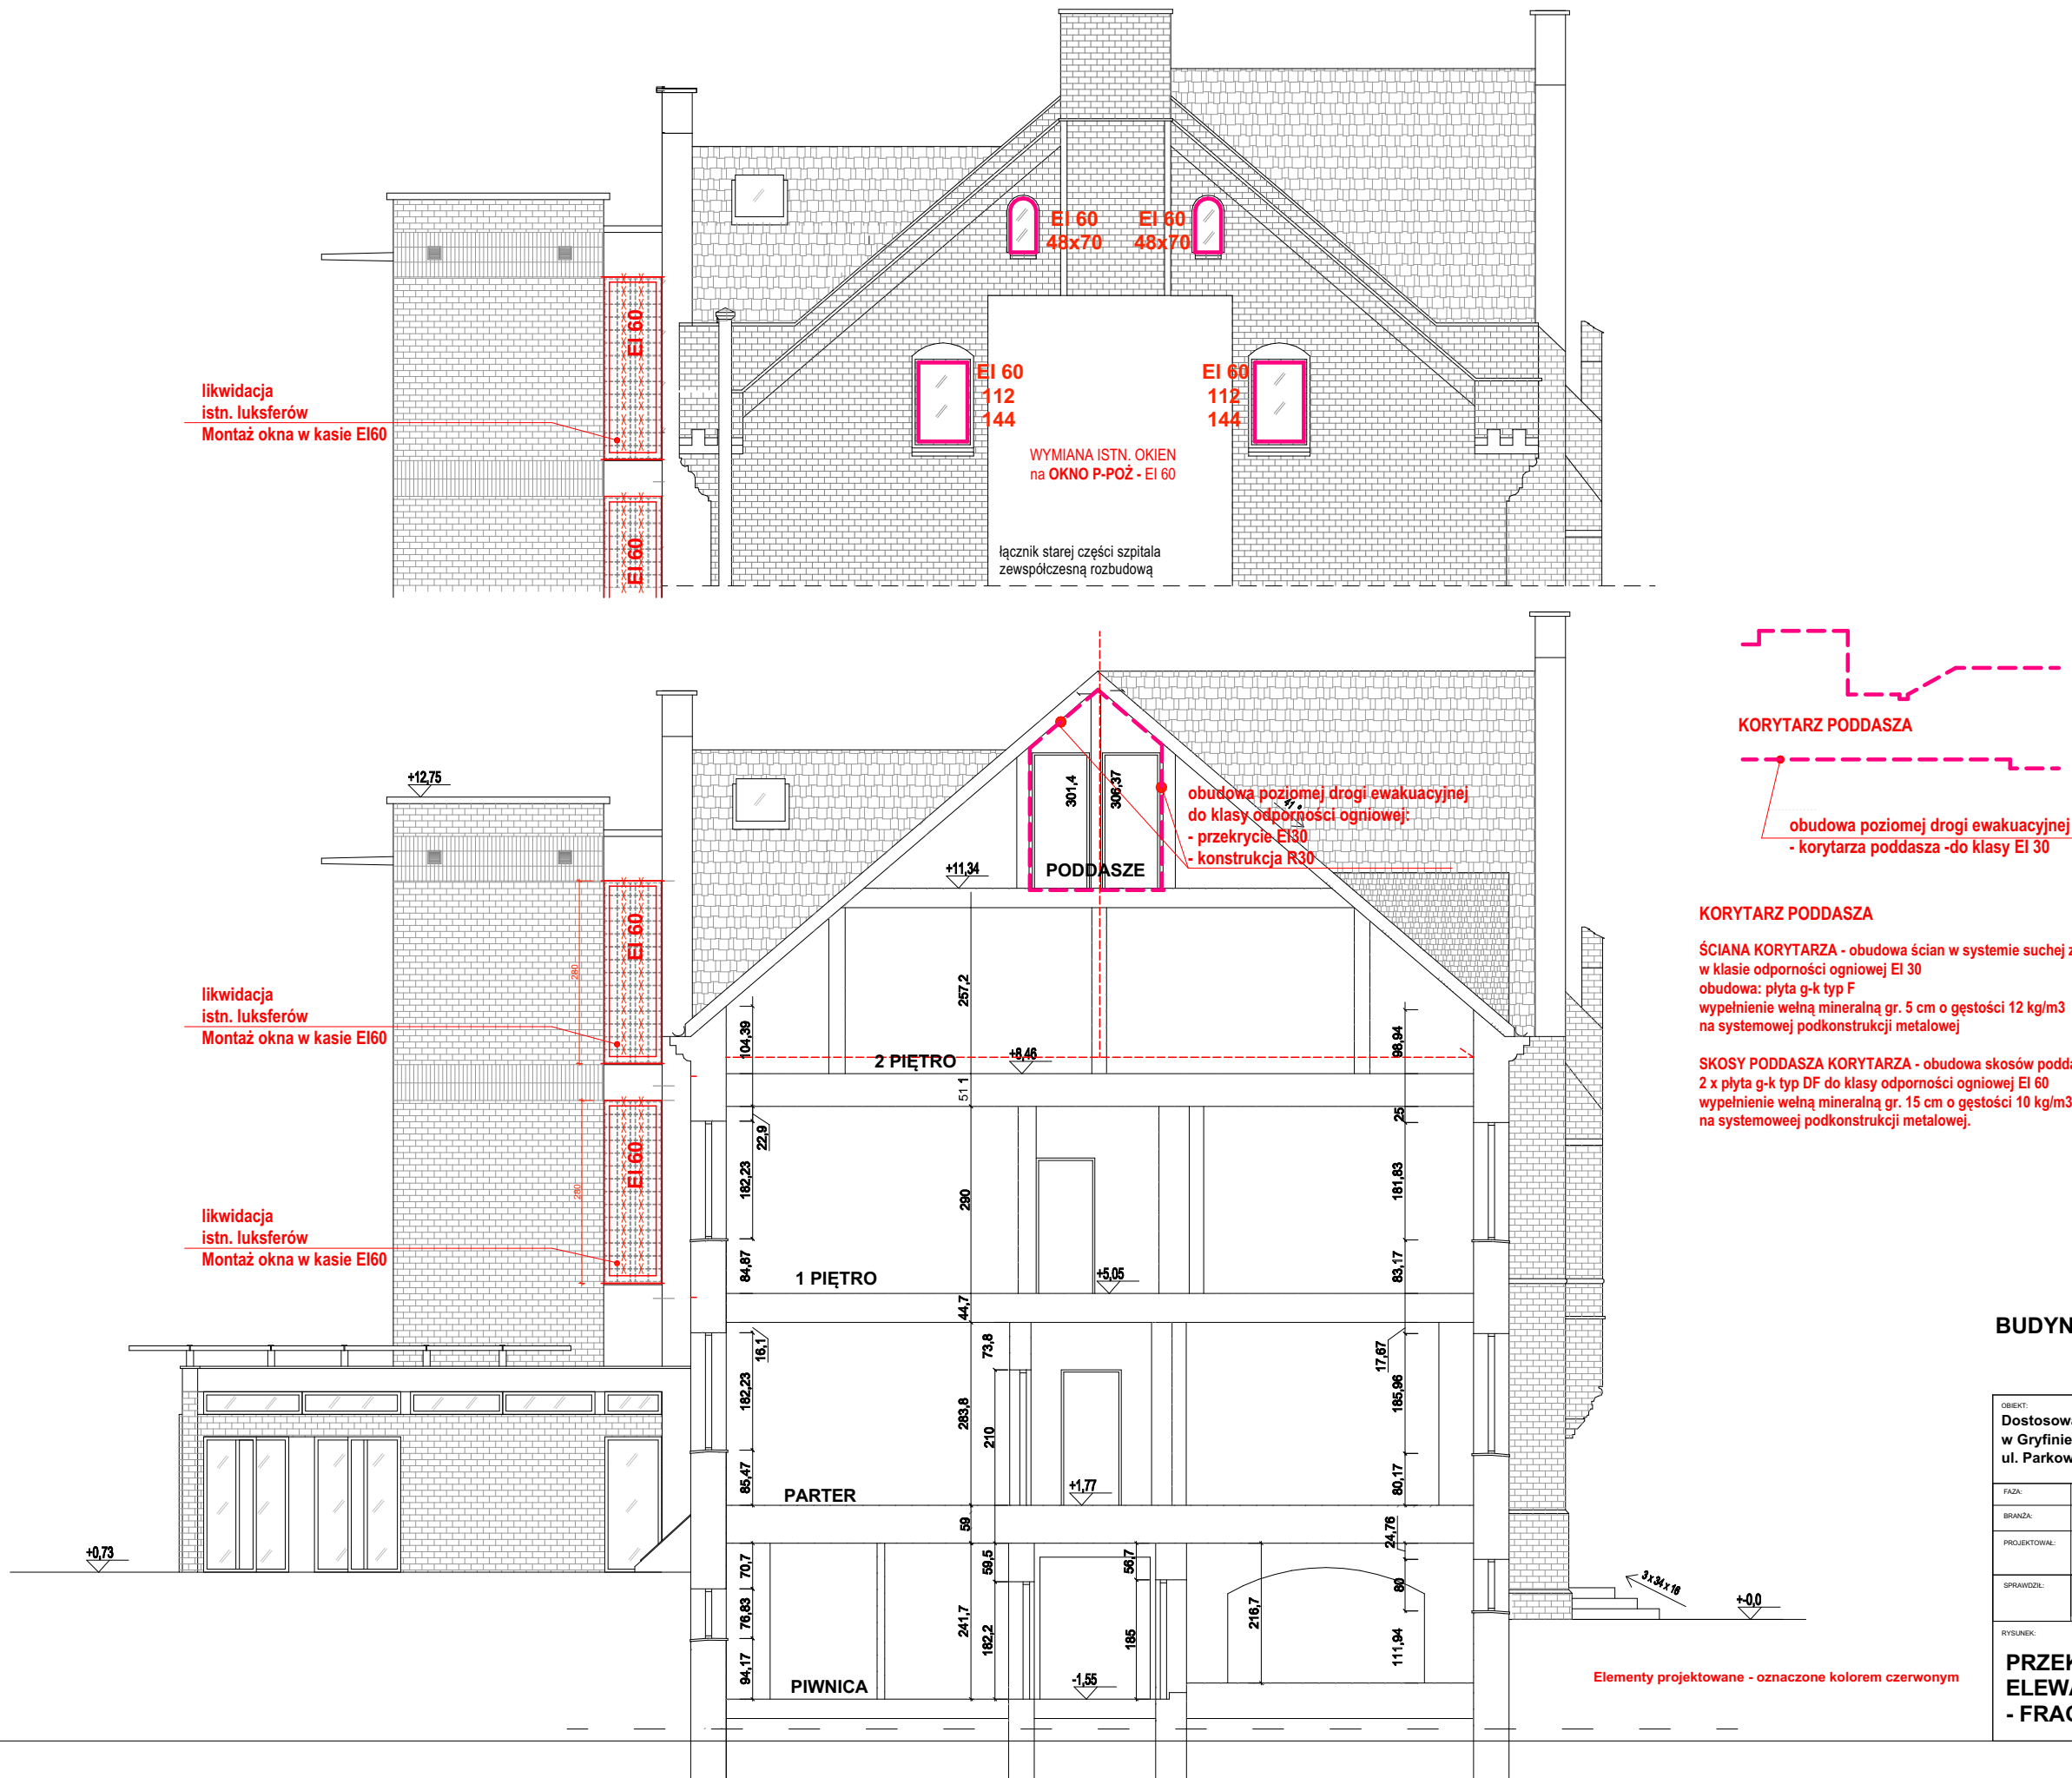 EI 60
48x70
EI 60
48x70
EI 60
EI 60
112
144
EI 60
112
144
likwidacja
istn. luksferów
Montaż okna w kasie EI60
WYMIANA ISTN. OKIEN
na OKNO P-POŻ - EI 60
EI 60
łącznik starej części szpitala
zewspółczesną rozbudową
KORYTARZ PODDASZA
obudowa poziomej drogi ewakuacyjnej
- korytarza poddasza -do klasy EI 30
+12,75
301,4
306,37
41 °
obudowa poziomej drogi ewakuacyjnej
do klasy odporności ogniowej:
- przekrycie EI30
- konstrukcja R30
PODDASZE
+11,34
EI 60
280
likwidacja
istn. luksferów
Montaż okna w kasie EI60
257,2
104,39
98,94
2 PIĘTRO
+8,46
51 1
25
22,9
EI 60
280
182,23
290
181,83
84,87
83,17
likwidacja
istn. luksferów
Montaż okna w kasie EI60
1 PIĘTRO
+5,05
44,7
16,1
73,8
17,67
182,23
283,8
210
185,96
85,47
80,17
PARTER
+1,77
59
24,76
+0,73
70,7
59,5
56,7
80
76,83
241,7
182,2
185
216,7
94,17
111,94
PIWNICA
-1,55
3 x 34 x 16
+-0,0
KORYTARZ PODDASZA
ŚCIANA KORYTARZA - obudowa ścian w systemie suchej z
w klasie odporności ogniowej EI 30
obudowa: płyta g-k typ F
wypełnienie wełną mineralną gr. 5 cm o gęstości 12 kg/m3
na systemowej podkonstrukcji metalowej
SKOSY PODDASZA KORYTARZA - obudowa skosów podda
2 x płyta g-k typ DF do klasy odporności ogniowej EI 60
wypełnienie wełną mineralną gr. 15 cm o gęstości 10 kg/m3
na systemoweej podkonstrukcji metalowej.
Elementy projektowane - oznaczone kolorem czerwonym
BUDYN
OBIEKT:
Dostosowa
w Gryfinie
ul. Parkow
FAZA:
BRANŻA:
PROJEKTOWAŁ:
SPRAWDZIŁ:
RYSUNEK:
PRZEK
ELEWA
- FRAG